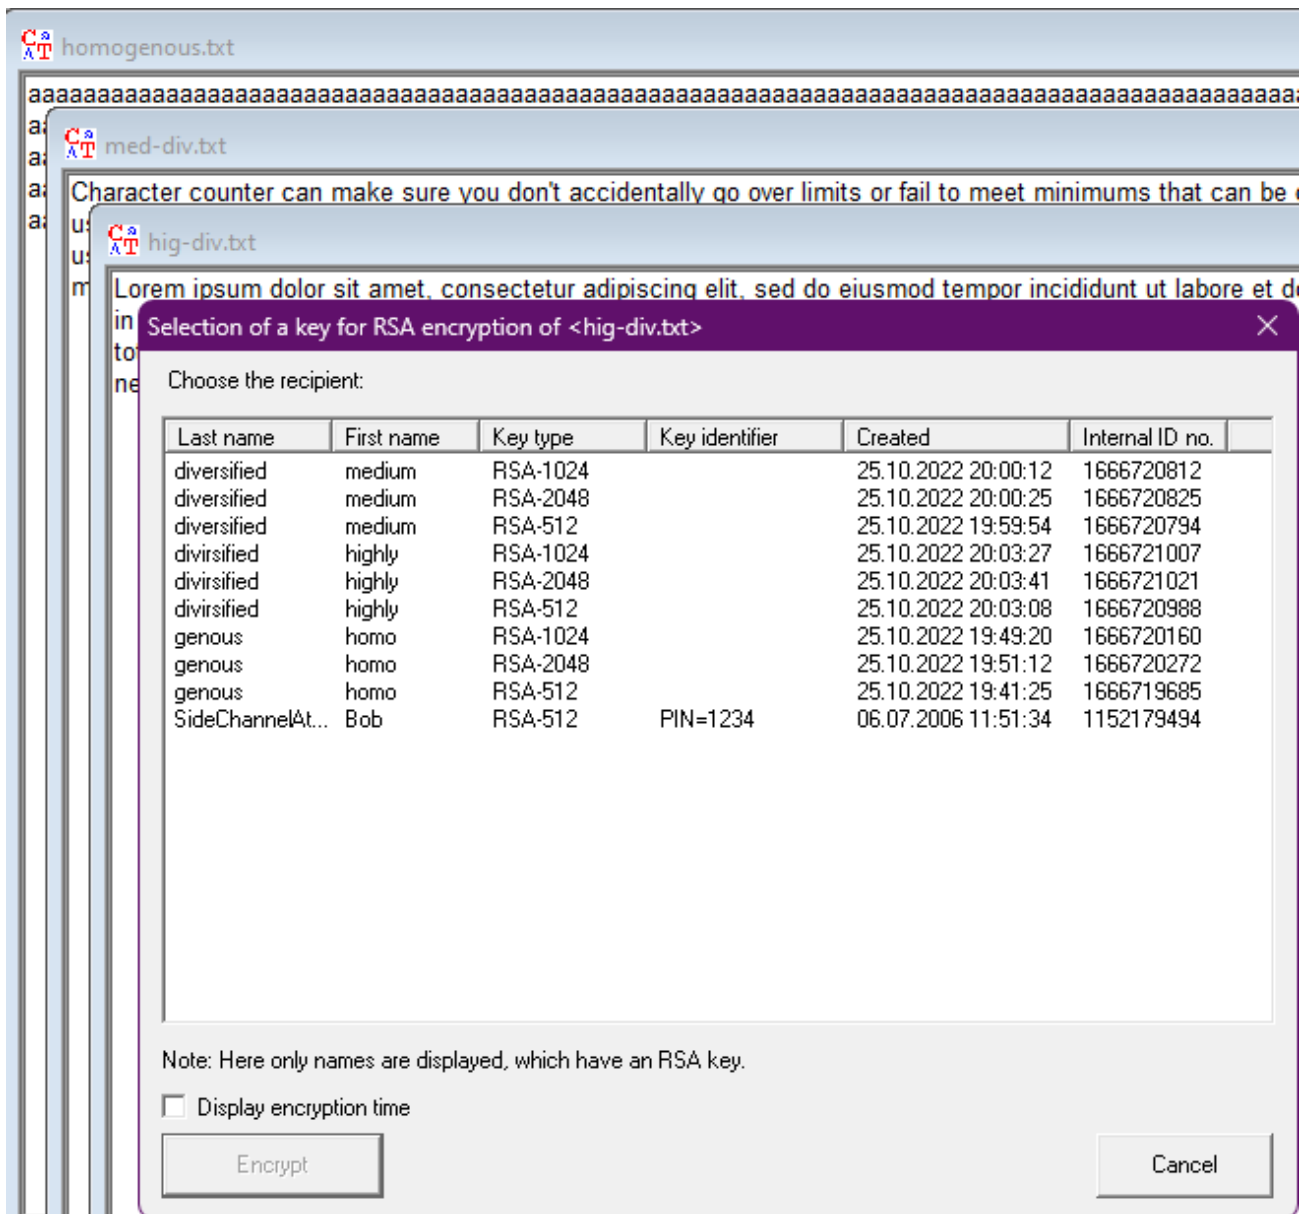 homogenous.txt
aaaaaaaaaaaaaaaaaaaaaaaaaaaaaaaaaaaaaaaaaaaaaaaaaaaaaaaaaaaaaaaaaaaaaaaaaaaaaaaaaaaaaaaaaaa
med-div.txt
Character counter can make sure you don't accidentally go over limits or fail to meet minimums that can be
hig-div.txt
Lorem ipsum dolor sit amet, consectetur adipiscing elit, sed do eiusmod tempor incididunt ut labore et
in
Selection of a key for RSA encryption of <hig-div.txt>
Choose the recipient:
Last name First name Key type Key identifier Created Internal ID no.
diversified medium RSA-1024 25.10.2022 20:00:12 1666720812
diversified medium RSA-2048 25.10.2022 20:00:25 1666720825
diversified medium RSA-512 25.10.2022 19:59:54 1666720794
divirsified highly RSA-1024 25.10.2022 20:03:27 1666721007
divirsified highly RSA-2048 25.10.2022 20:03:41 1666721021
divirsified highly RSA-512 25.10.2022 20:03:08 1666720988
genous homo RSA-1024 25.10.2022 19:49:20 1666720160
genous homo RSA-2048 25.10.2022 19:51:12 1666720272
genous homo RSA-512 25.10.2022 19:41:25 1666719685
SideChannelAt... Bob RSA-512 PIN=1234 06.07.2006 11:51:34 1152179494
Note: Here only names are displayed, which have an RSA key.
Display encryption time
Encrypt
Cancel